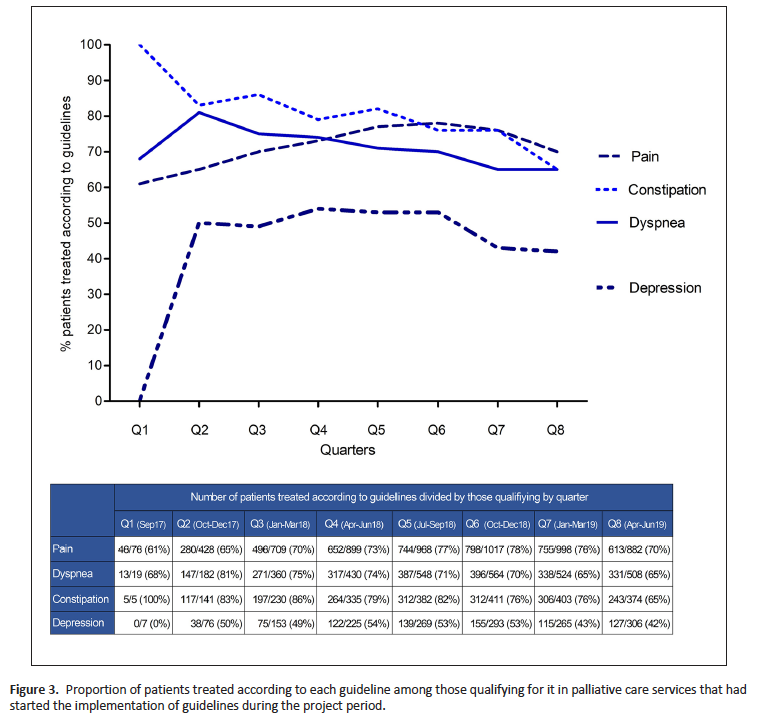 100
90
80
70
60
50
40
30
20
10
0
% patients treated according to guidelines
Q1 Q2 Q3 Q4 Q5 Q6 Q7 Q8
Quarters
Pain
Constipation
Dyspnea
Depression
Number of patients treated according to guidelines divided by those qualifiying by quarter
Q1 (Sep17) Q2 (Oct-Dec17) Q3 (Jan-Mar18) Q4 (Apr-Jun18) Q5 (Jul-Sep18) Q6 (Oct-Dec18) Q7 (Jan-Mar19) Q8 (Apr-Jun19)
Pain 46/76 (61%) 280/428 (65%) 496/709 (70%) 652/899 (73%) 744/968 (77%) 798/1017 (78%) 755/998 (76%) 613/882 (70%)
Dyspnea 13/19 (68%) 147/182 (81%) 271/360 (75%) 317/430 (74%) 387/548 (71%) 396/564 (70%) 338/524 (65%) 331/508 (65%)
Constipation 5/5 (100%) 117/141 (83%) 197/230 (86%) 264/335 (79%) 312/382 (82%) 312/411 (76%) 306/403 (76%) 243/374 (65%)
Depression 0/7 (0%) 38/76 (50%) 75/153 (49%) 122/225 (54%) 139/269 (53%) 155/293 (53%) 115/265 (43%) 127/306 (42%)
Figure 3. Proportion of patients treated according to each guideline among those qualifying for it in palliative care services that had
started the implementation of guidelines during the project period.